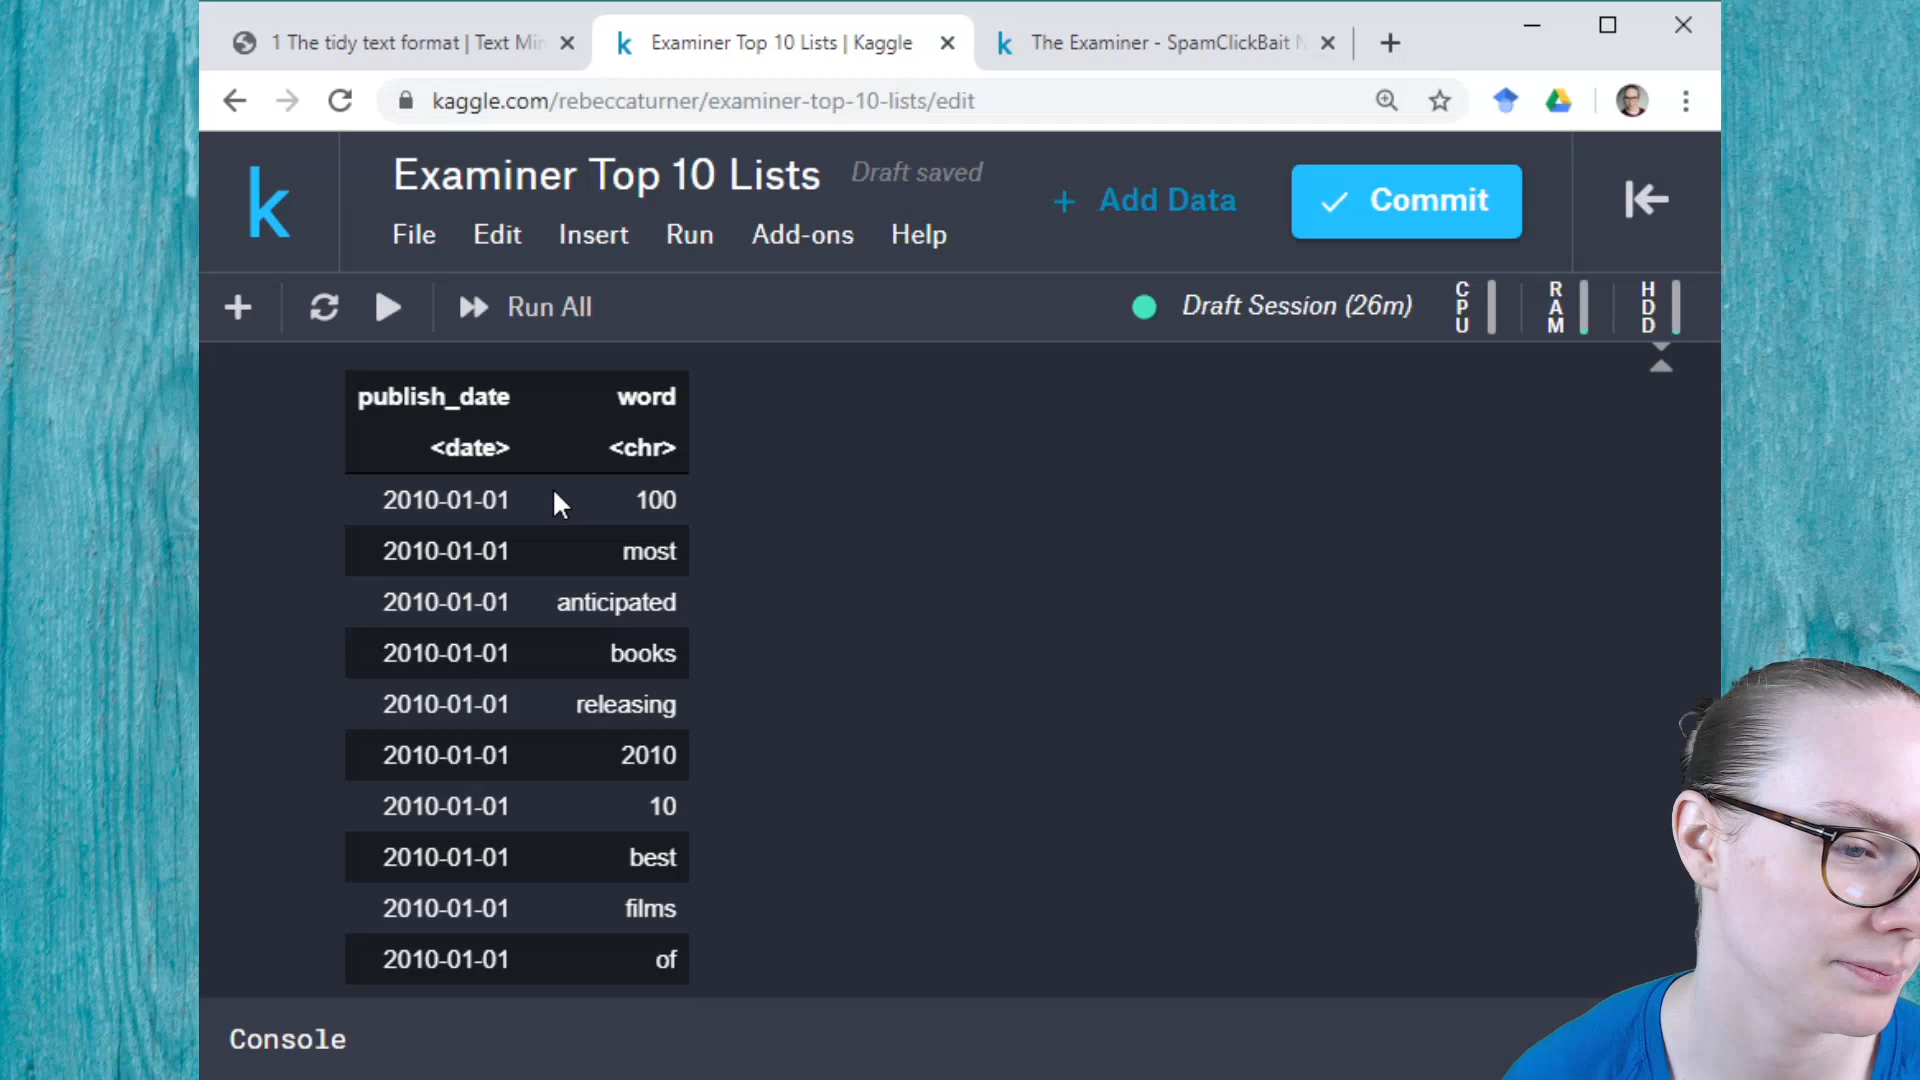 1 The tidy text format | Text Min
Examiner Top 10 Lists | Kaggle
The Examiner - SpamClickBait N
kaggle.com/rebeccaturner/examiner-top-10-lists/edit
k
Examiner Top 10 Lists
Draft saved
+ Add Data
Commit
File
Edit
Insert
Run
Add-ons
Help
Run All
Draft Session (26m)
CPU
RAM
HDD
publish_date word
<date> <chr>
2010-01-01 100
2010-01-01 most
2010-01-01 anticipated
2010-01-01 books
2010-01-01 releasing
2010-01-01 2010
2010-01-01 10
2010-01-01 best
2010-01-01 films
2010-01-01 of
Console